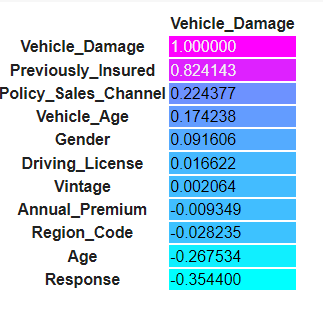 Vehicle_Damage
Vehicle_Damage 1.000000
Previously_Insured 0.824143
Policy_Sales_Channel 0.224377
Vehicle_Age 0.174238
Gender 0.091606
Driving_License 0.016622
Vintage 0.002064
Annual_Premium -0.009349
Region_Code -0.028235
Age -0.267534
Response -0.354400